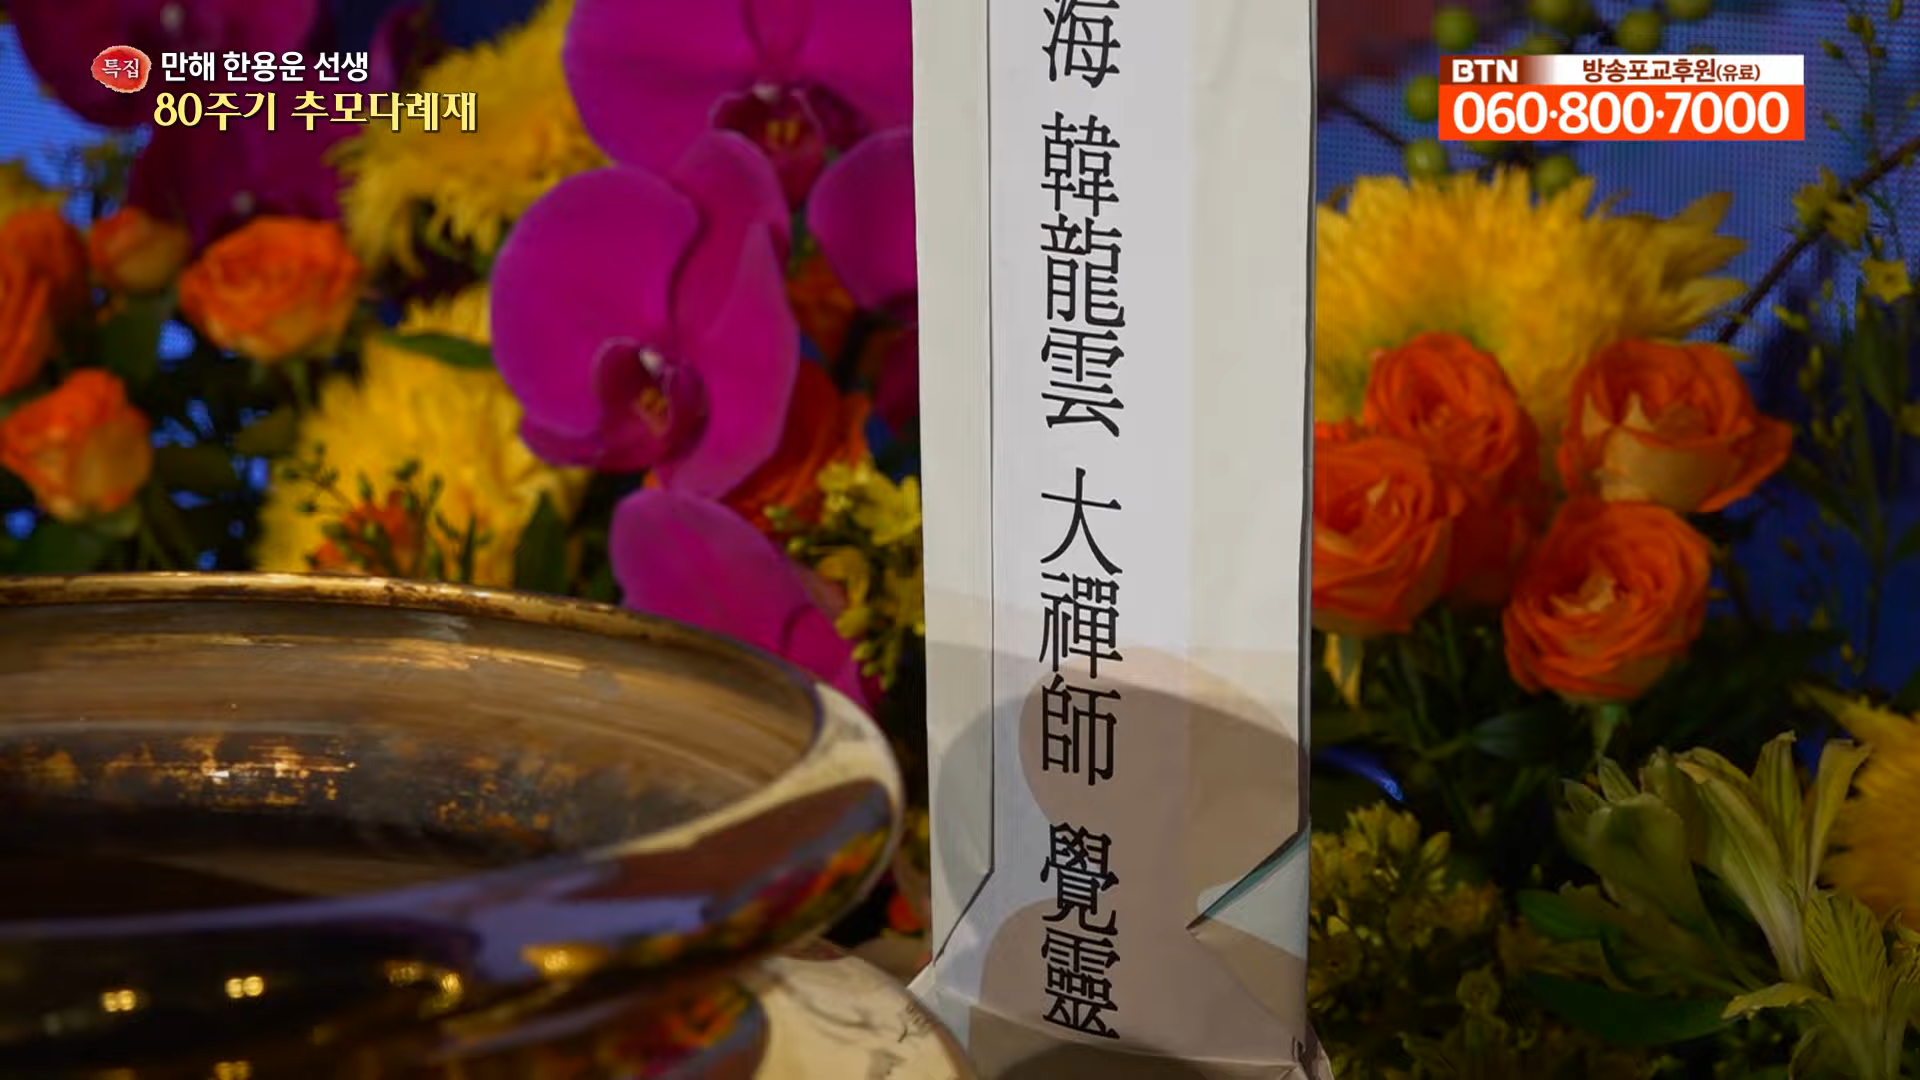 특집 만해 한용운 선생
80주기 추모다례재
BTN 방송포교후원(유료)
060·800·7000
海 韓龍雲 大禪師 覺靈